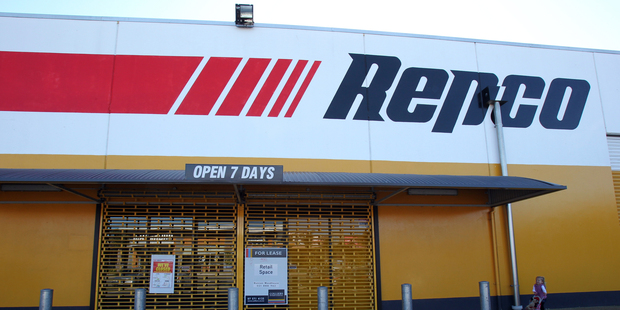 Repco
OPEN 7 DAYS
FOR LEASE
Retail
Space